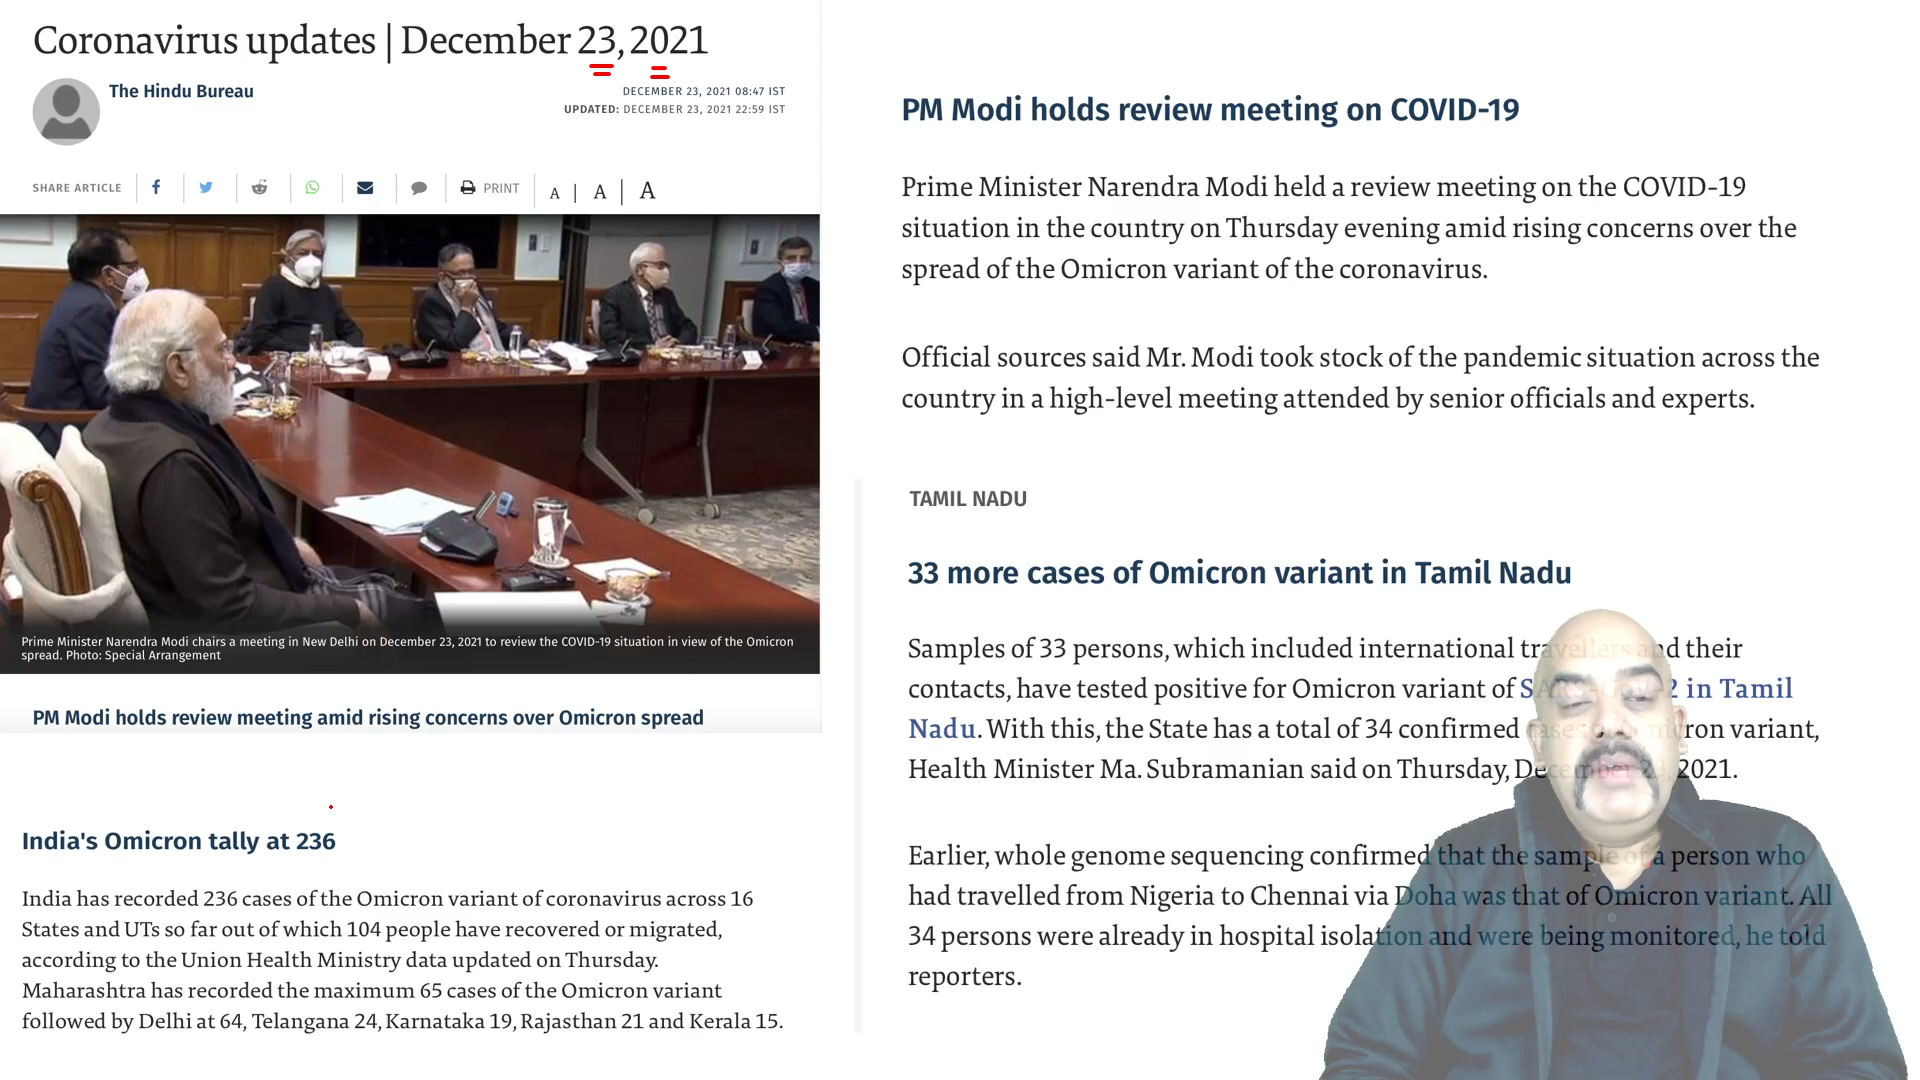 Coronavirus updates | December 23, 2021
The Hindu Bureau
DECEMBER 23, 2021 08:47 IST
UPDATED: DECEMBER 23, 2021 22:59 IST
SHARE ARTICLE
PRINT
A | A | A
Prime Minister Narendra Modi chairs a meeting in New Delhi on December 23, 2021 to review the COVID-19 situation in view of the Omicron
spread. Photo: Special Arrangement
PM Modi holds review meeting amid rising concerns over Omicron spread
India's Omicron tally at 236
India has recorded 236 cases of the Omicron variant of coronavirus across 16
States and UTs so far out of which 104 people have recovered or migrated,
according to the Union Health Ministry data updated on Thursday.
Maharashtra has recorded the maximum 65 cases of the Omicron variant
followed by Delhi at 64, Telangana 24, Karnataka 19, Rajasthan 21 and Kerala 15.
PM Modi holds review meeting on COVID-19
Prime Minister Narendra Modi held a review meeting on the COVID-19
situation in the country on Thursday evening amid rising concerns over the
spread of the Omicron variant of the coronavirus.
Official sources said Mr. Modi took stock of the pandemic situation across the
country in a high-level meeting attended by senior officials and experts.
TAMIL NADU
33 more cases of Omicron variant in Tamil Nadu
Samples of 33 persons, which included international travellers and their
contacts, have tested positive for Omicron variant of in Tamil
Nadu. With this, the State has a total of 34 confirmed variant,
Health Minister Ma. Subramanian said on Thursday, December 23, 2021.
Earlier, whole genome sequencing confirmed that the sample of a person who
had travelled from Nigeria to Chennai via Doha was that of Omicron variant. All
34 persons were already in hospital isolation and were being monitored, he told
reporters.